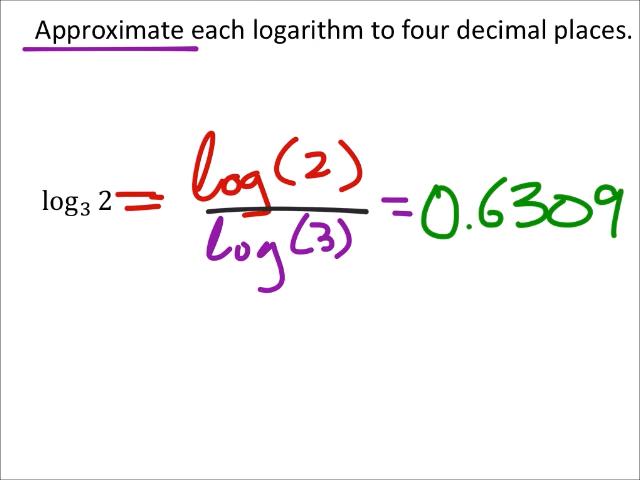 Approximate each logarithm to four decimal places.
log₃ 2 = log(2) / log(3) = 0.6309